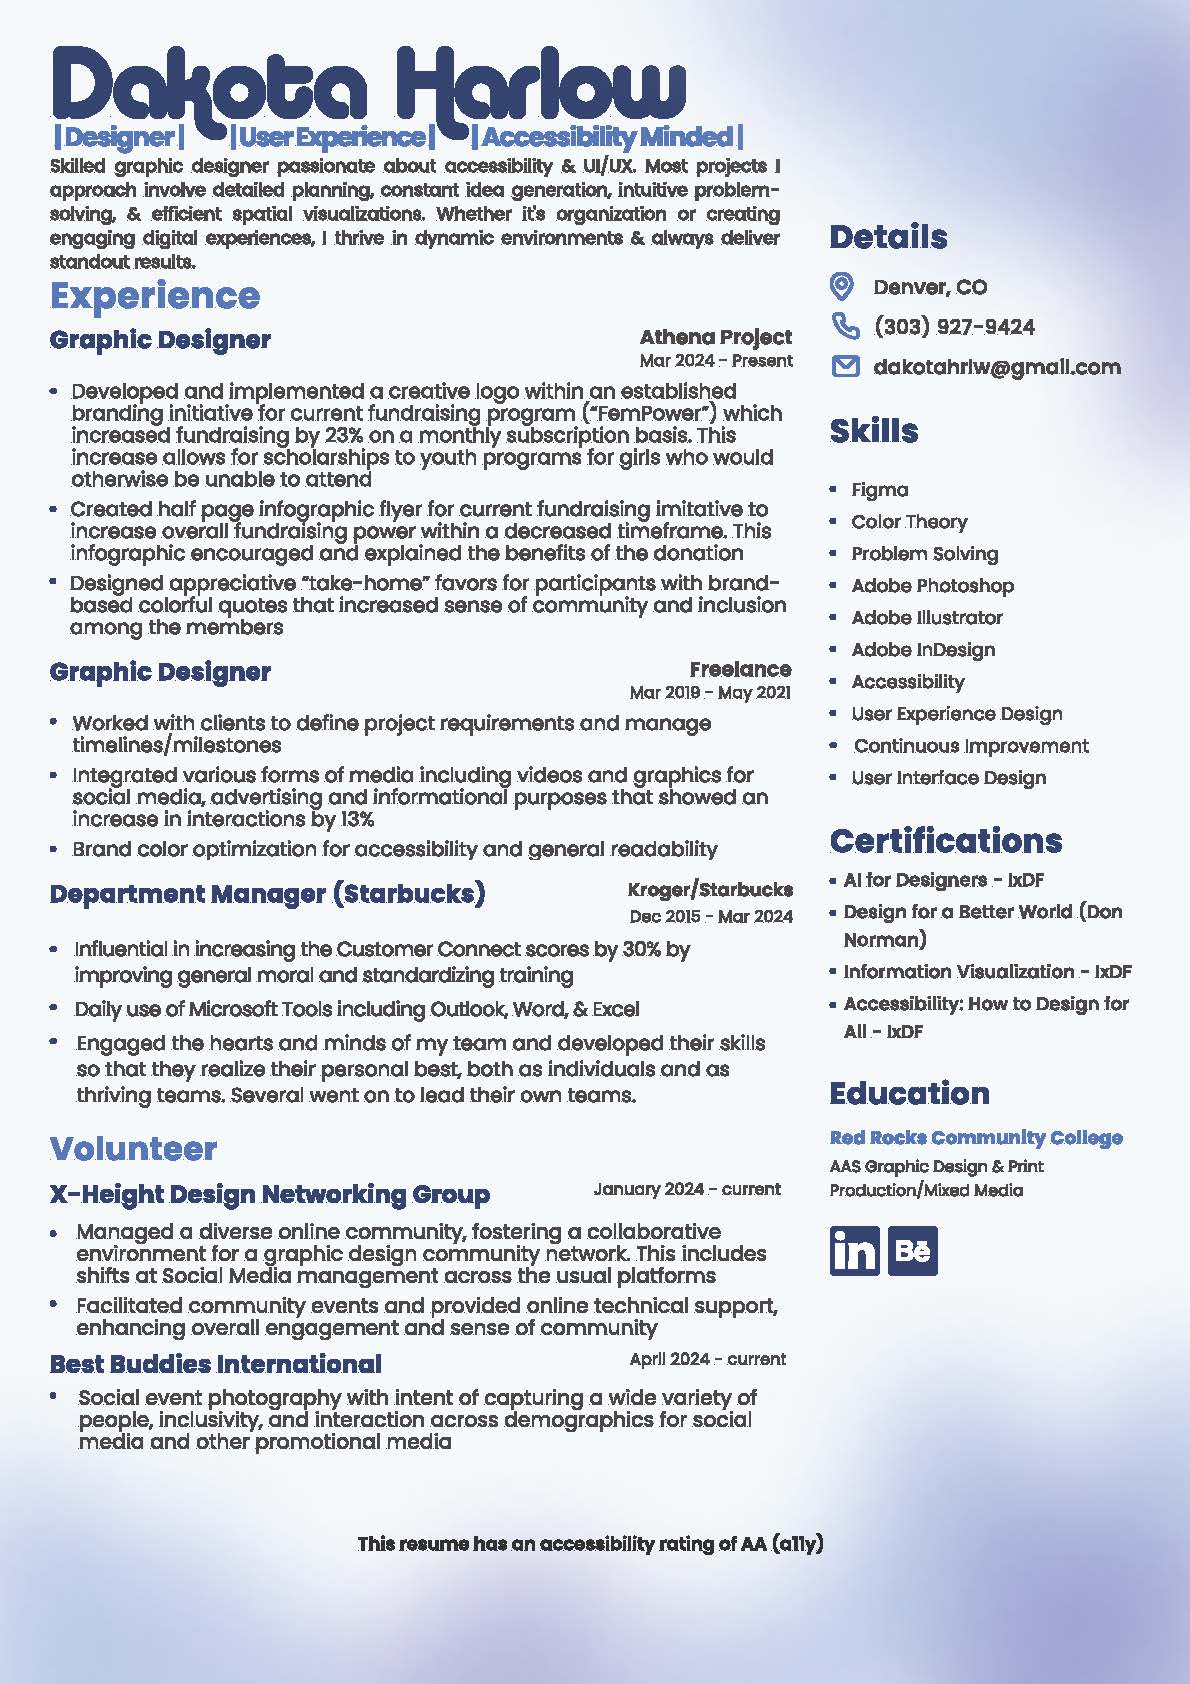 Dakota Harlow
|Designer| |User Experience| |Accessibility Minded|
Skilled graphic designer passionate about accessibility & UI/UX. Most projects I
approach involve detailed planning, constant idea generation, intuitive problem-
solving, & efficient spatial visualizations. Whether it's organization or creating
engaging digital experiences, I thrive in dynamic environments & always deliver
standout results.
Experience
Graphic Designer
Athena Project
Mar 2024 - Present
• Developed and implemented a creative logo within an established
branding initiative for current fundraising program (“FemPower”) which
increased fundraising by 23% on a monthly subscription basis. This
increase allows for scholarships to youth programs for girls who would
otherwise be unable to attend
• Created half page infographic flyer for current fundraising imitative to
increase overall fundraising power within a decreased timeframe. This
infographic encouraged and explained the benefits of the donation
• Designed appreciative “take-home” favors for participants with brand-
based colorful quotes that increased sense of community and inclusion
among the members
Graphic Designer
Freelance
Mar 2019 - May 2021
• Worked with clients to define project requirements and manage
timelines/milestones
• Integrated various forms of media including videos and graphics for
social media, advertising and informational purposes that showed an
increase in interactions by 13%
• Brand color optimization for accessibility and general readability
Department Manager (Starbucks)
Kroger/Starbucks
Dec 2015 - Mar 2024
• Influential in increasing the Customer Connect scores by 30% by
improving general moral and standardizing training
• Daily use of Microsoft Tools including Outlook, Word, & Excel
• Engaged the hearts and minds of my team and developed their skills
so that they realize their personal best, both as individuals and as
thriving teams. Several went on to lead their own teams.
Volunteer
X-Height Design Networking Group
January 2024 - current
• Managed a diverse online community, fostering a collaborative
environment for a graphic design community network. This includes
shifts at Social Media management across the usual platforms
• Facilitated community events and provided online technical support,
enhancing overall engagement and sense of community
Best Buddies International
April 2024 - current
• Social event photography with intent of capturing a wide variety of
people, inclusivity, and interaction across demographics for social
media and other promotional media
Details
Denver, CO
(303) 927-9424
dakotahrlw@gmail.com
Skills
• Figma
• Color Theory
• Problem Solving
• Adobe Photoshop
• Adobe Illustrator
• Adobe InDesign
• Accessibility
• User Experience Design
• Continuous Improvement
• User Interface Design
Certifications
• AI for Designers - IxDF
• Design for a Better World (Don
Norman)
• Information Visualization - IxDF
• Accessibility: How to Design for
All - IxDF
Education
Red Rocks Community College
AAS Graphic Design & Print
Production/Mixed Media
in Bē
This resume has an accessibility rating of AA (a11y)